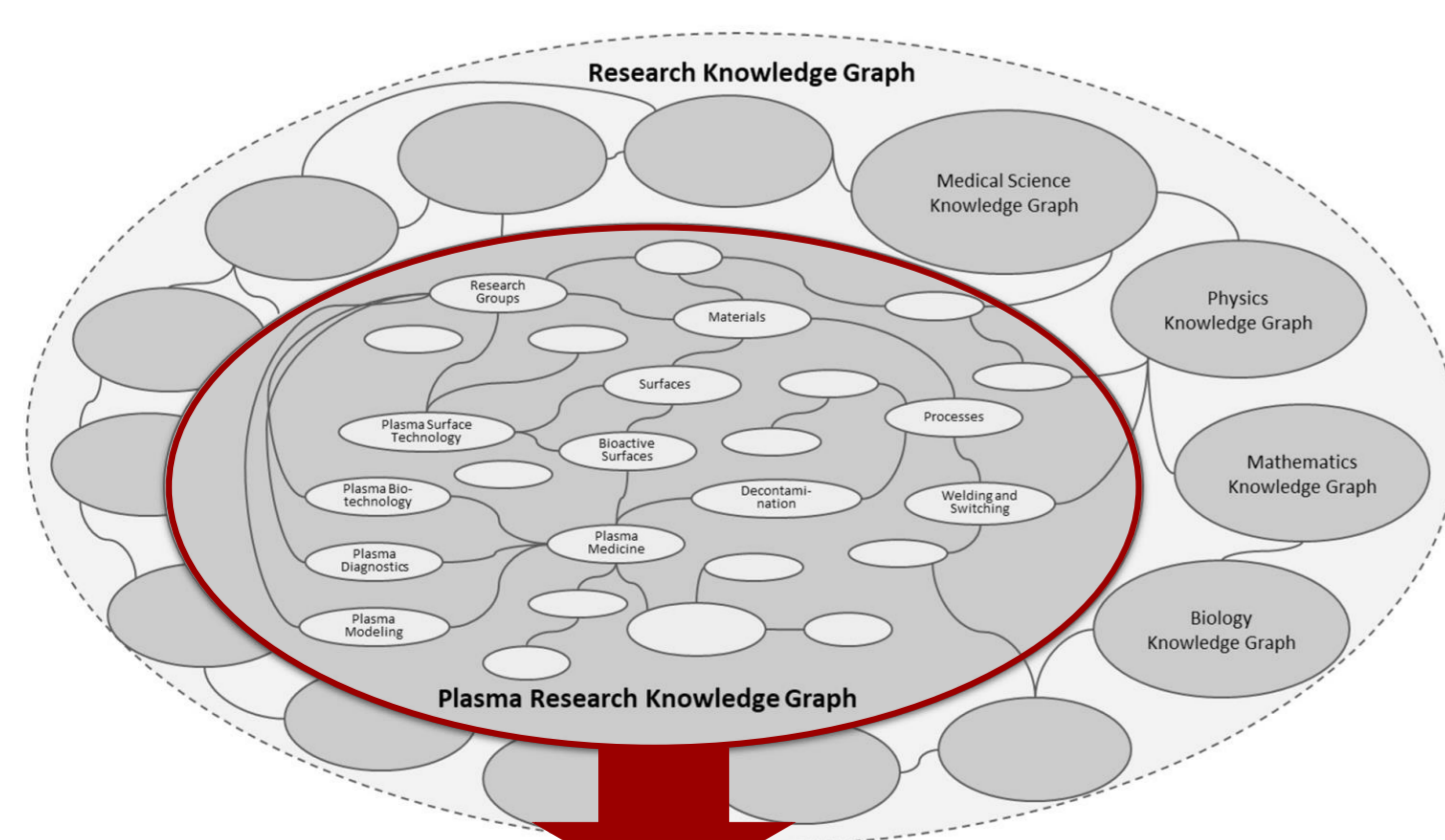 Research Knowledge Graph
Medical Science
Knowledge Graph
Physics
Knowledge Graph
Mathematics
Knowledge Graph
Biology
Knowledge Graph
Research
Groups
Materials
Surfaces
Plasma Surface
Technology
Bioactive
Surfaces
Processes
Plasma Bio-
technology
Decontami-
nation
Welding and
Switching
Plasma
Diagnostics
Plasma
Medicine
Plasma
Modeling
Plasma Research Knowledge Graph